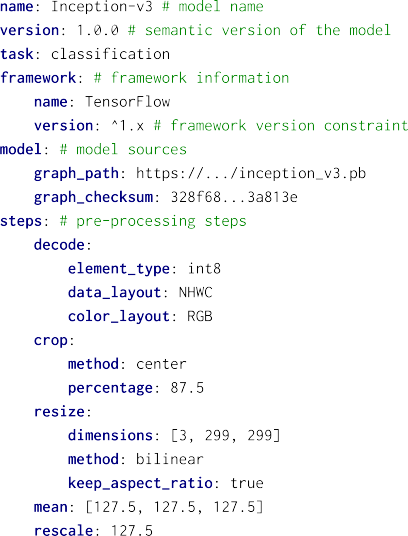 name: Inception-v3 # model name
version: 1.0.0 # semantic version of the model
task: classification
framework: # framework information
    name: TensorFlow
    version: ^1.x # framework version constraint
model: # model sources
    graph_path: https://.../inception_v3.pb
    graph_checksum: 328f68...3a813e
steps: # pre-processing steps
    decode:
        element_type: int8
        data_layout: NHWC
        color_layout: RGB
    crop:
        method: center
        percentage: 87.5
    resize:
        dimensions: [3, 299, 299]
        method: bilinear
        keep_aspect_ratio: true
    mean: [127.5, 127.5, 127.5]
    rescale: 127.5